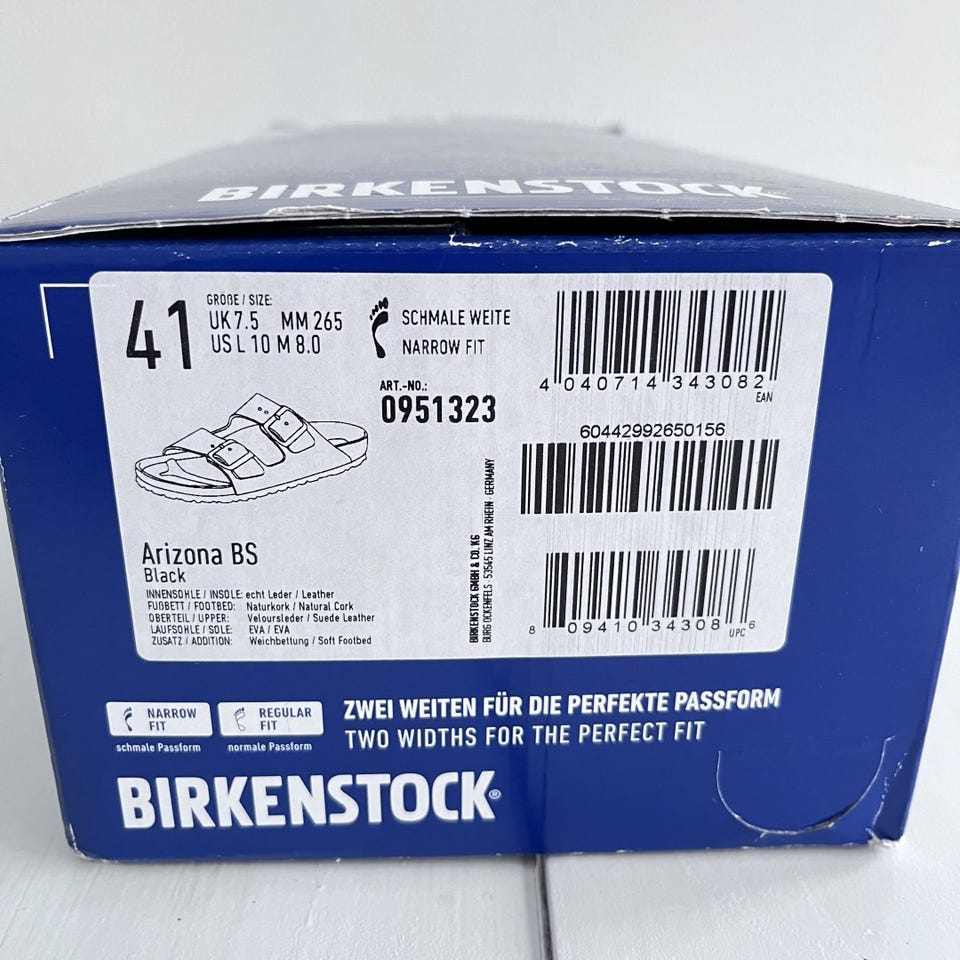 BIRKENSTOCK
41
GRÖßE / SIZE:
UK 7.5 MM 265
US L 10 M 8.0
SCHMALE WEITE
NARROW FIT
ART.-NO.:
0951323
4 040714 343082
EAN
60442992650156
8 09410 34308 6
UPC
BIRKENSTOCK GMBH & CO. KG
BURG OCKENFELS · 53545 LINZ AM RHEIN · GERMANY
Arizona BS
Black
INNENSOHLE / INSOLE: echt Leder / Leather
FUßBETT / FOOTBED: Naturkork / Natural Cork
OBERTEIL / UPPER: Veloursleder / Suede Leather
LAUFSOHLE / SOLE: EVA / EVA
ZUSATZ / ADDITION: Weichbettung / Soft Footbed
NARROW FIT
schmale Passform
REGULAR FIT
normale Passform
ZWEI WEITEN FÜR DIE PERFEKTE PASSFORM
TWO WIDTHS FOR THE PERFECT FIT
BIRKENSTOCK®